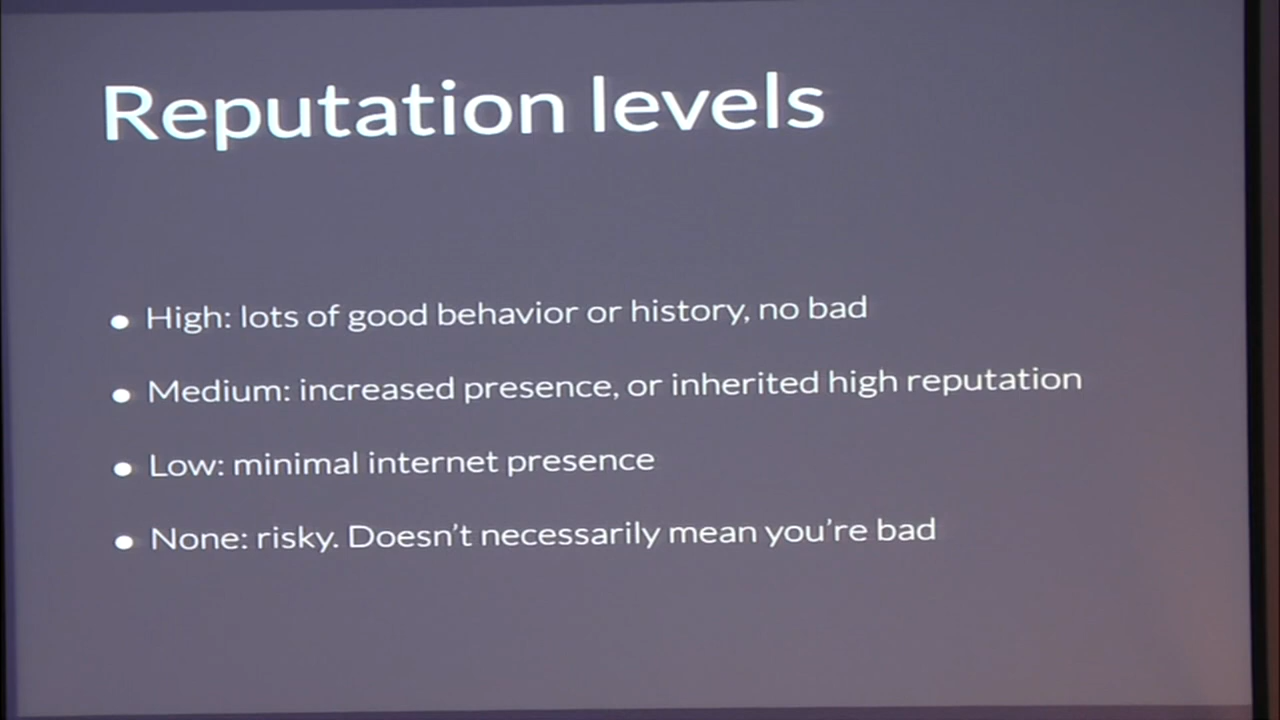 Reputation levels
• High: lots of good behavior or history, no bad
• Medium: increased presence, or inherited high reputation
• Low: minimal internet presence
• None: risky. Doesn't necessarily mean you're bad